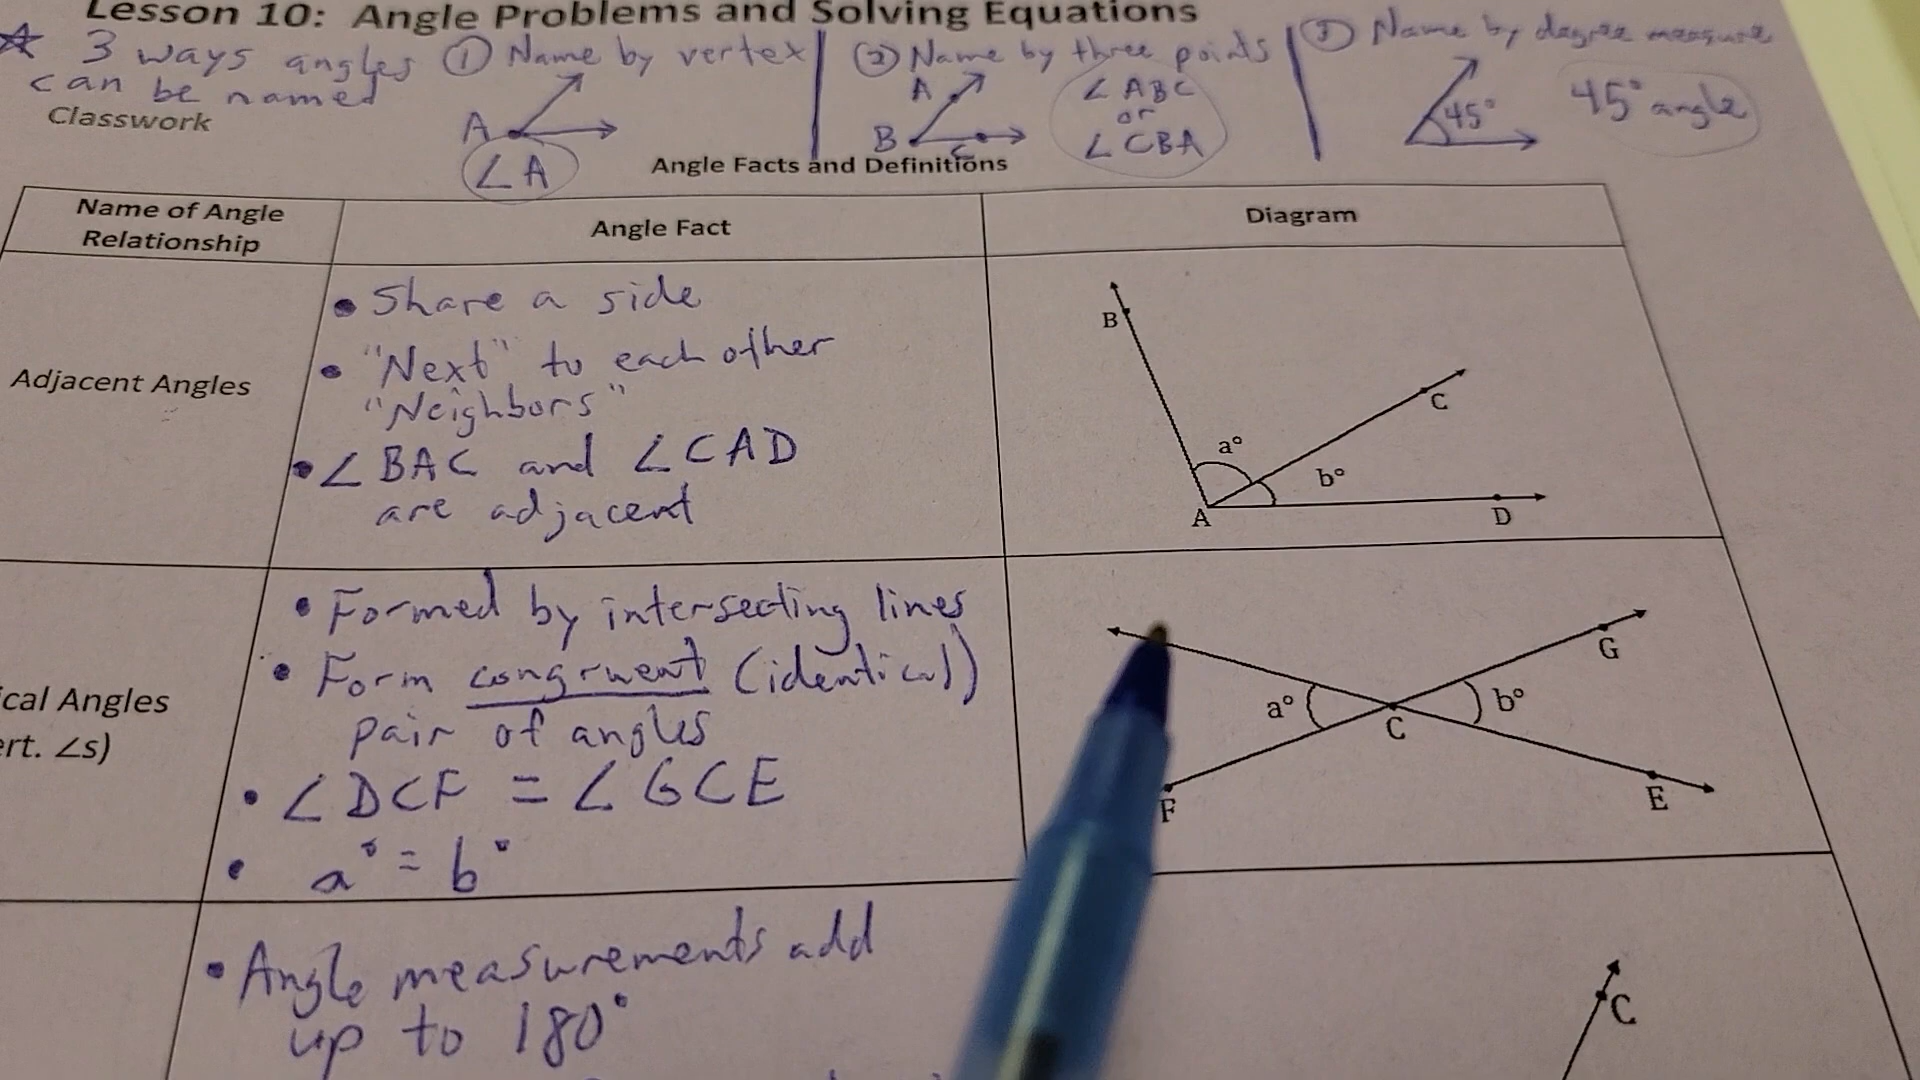 Lesson 10: Angle Problems and Solving Equations
3 ways angles
can be named
① Name by vertex
A
∠A
② Name by three points
A
B
C
∠ABC
or
∠CBA
③ Name by degree measure
45°
45° angle
Classwork
Angle Facts and Definitions
Name of Angle
Relationship
Angle Fact
Diagram
Adjacent Angles
• Share a side
• "Next" to each other
"Neighbors"
• ∠BAC and ∠CAD
are adjacent
B
C
a°
b°
A
D
ical Angles
ert. ∠s)
• Formed by intersecting lines
• Form congruent (identical)
pair of angles
• ∠DCF = ∠GCE
• a° = b°
G
a°
b°
C
F
E
• Angle measurements add
up to 180°
C